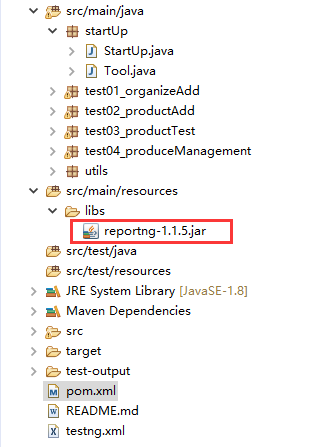 src/main/java
startUp
StartUp.java
Tool.java
test01_organizeAdd
test02_productAdd
test03_productTest
test04_produceManagement
utils
src/main/resources
libs
reportng-1.1.5.jar
src/test/java
src/test/resources
JRE System Library [JavaSE-1.8]
Maven Dependencies
src
target
test-output
pom.xml
README.md
testng.xml